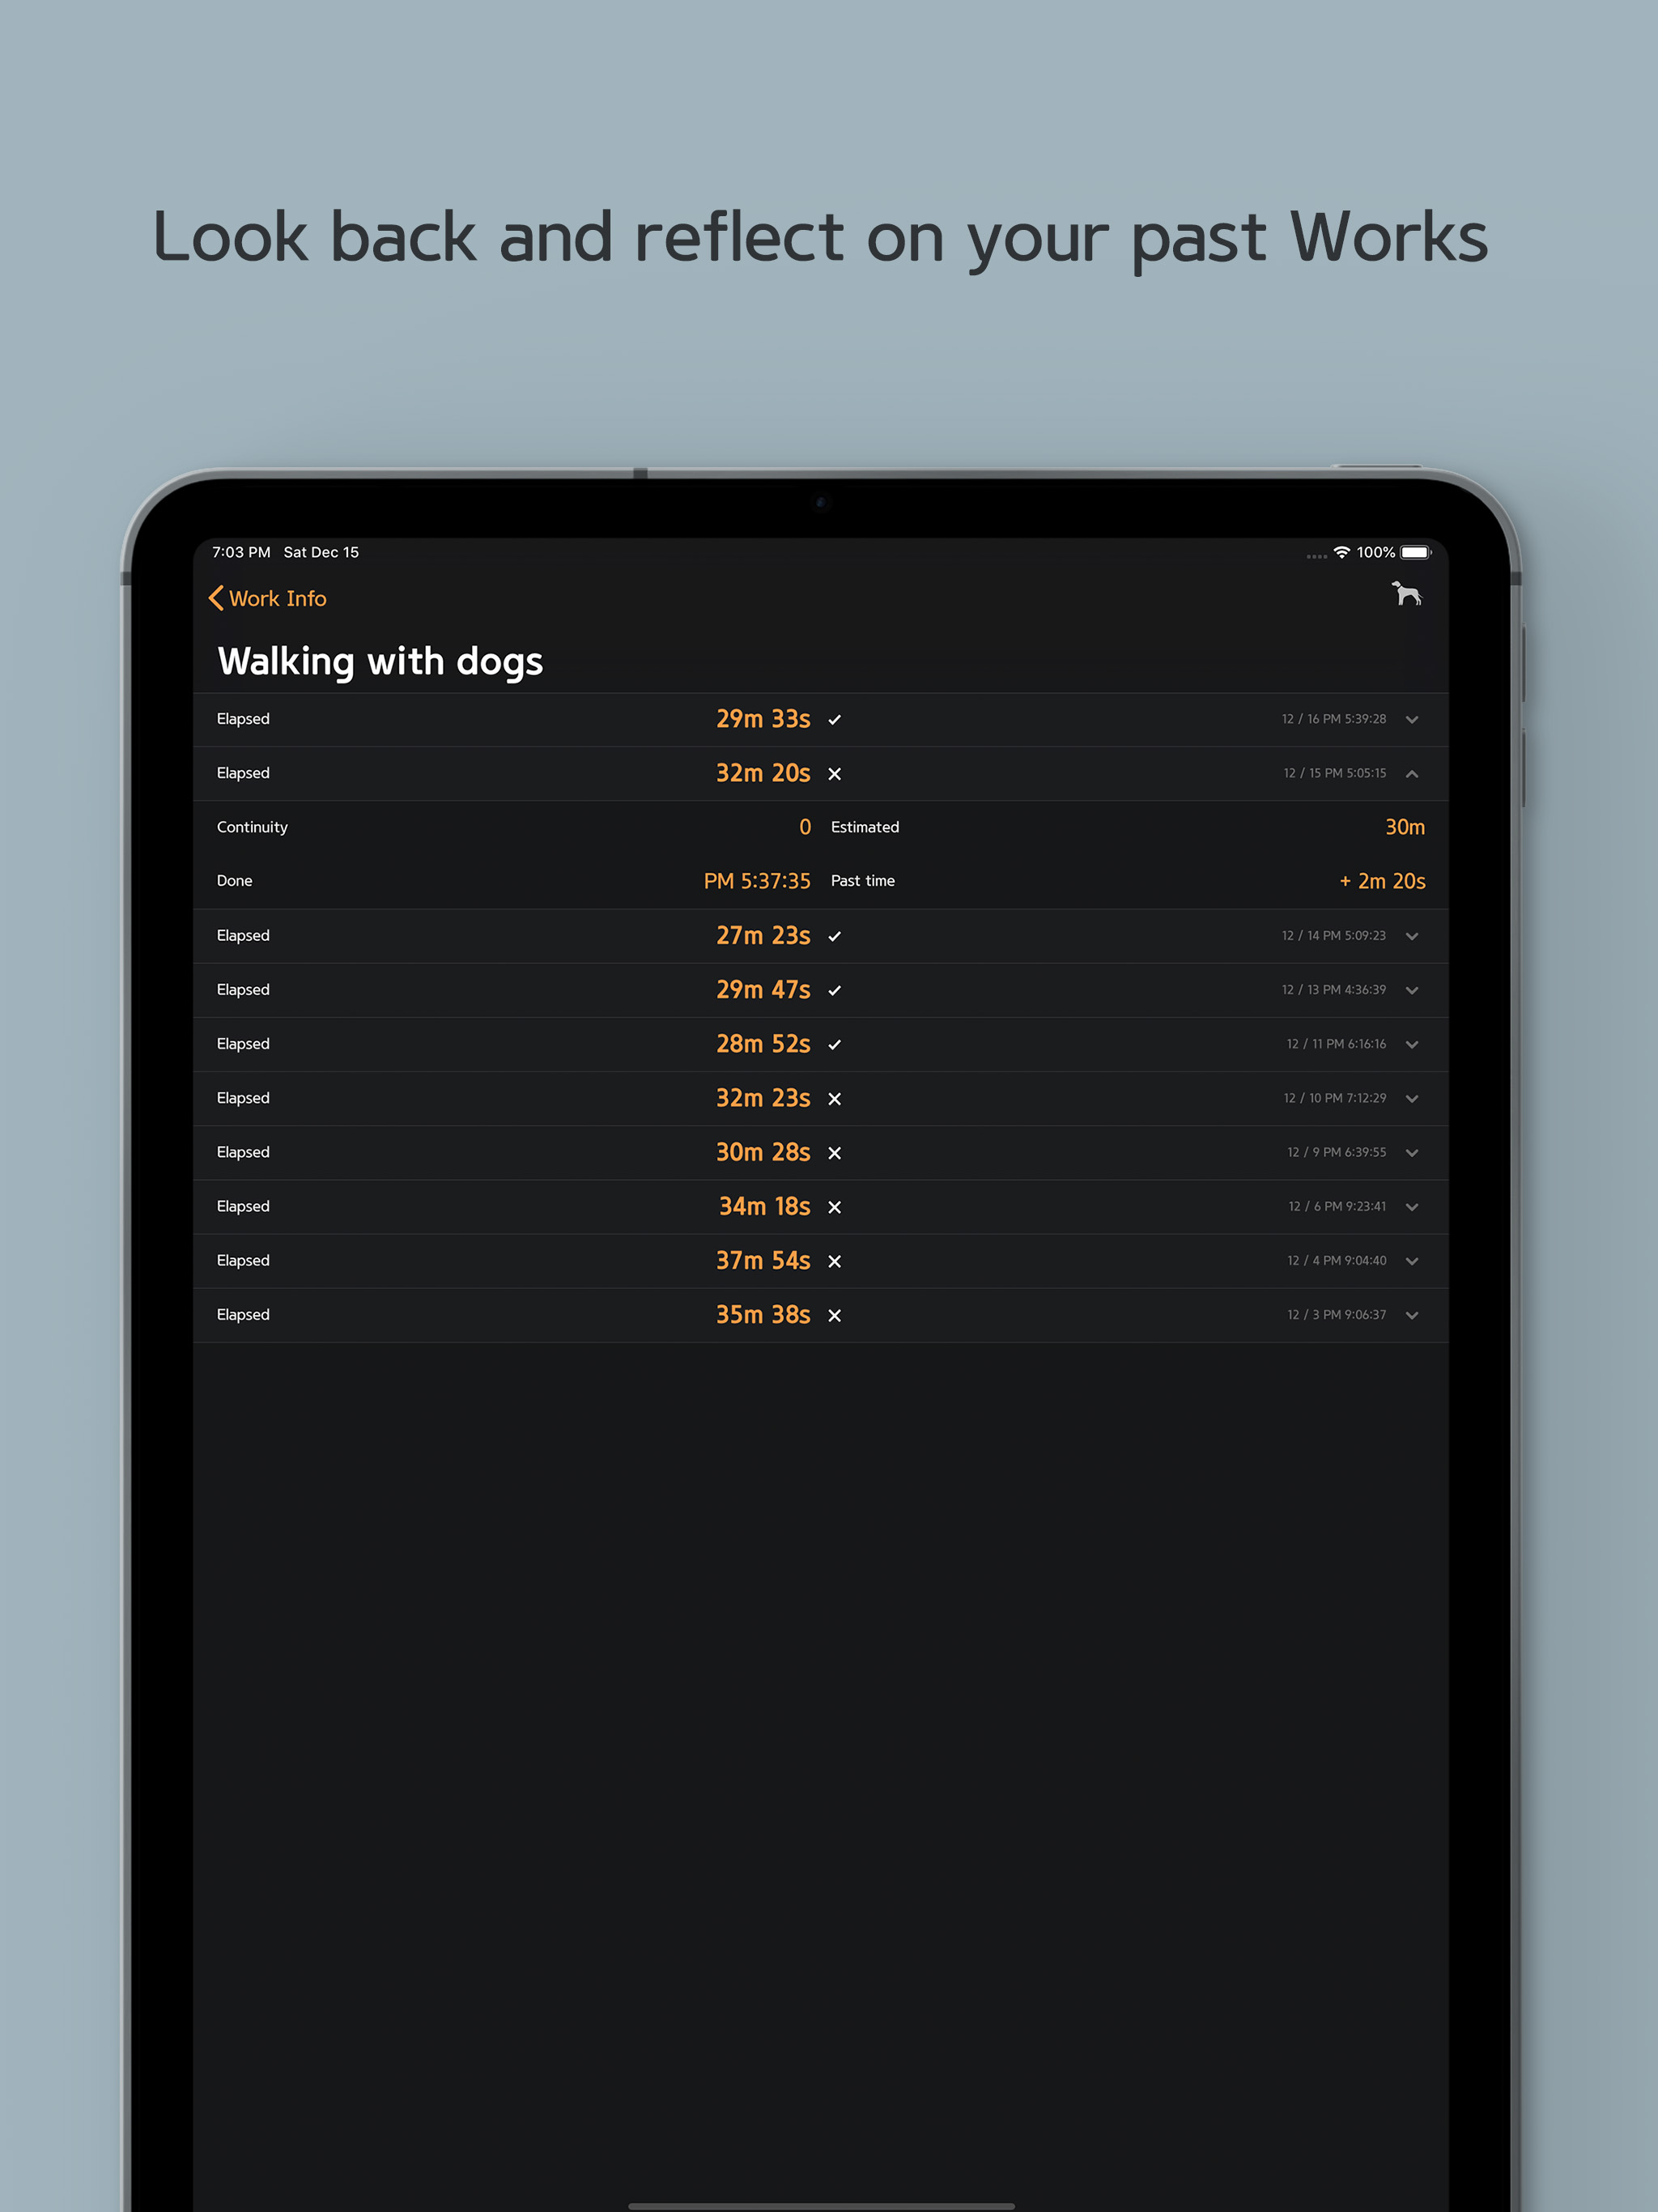 Look back and reflect on your past Works
7:03 PM Sat Dec 15 100%
Work Info
Walking with dogs
Elapsed 29m 33s 12 / 16 PM 5:39:28
Elapsed 32m 20s 12 / 15 PM 5:05:15
Continuity 0 Estimated 30m
Done PM 5:37:35 Past time + 2m 20s
Elapsed 27m 23s 12 / 14 PM 5:09:23
Elapsed 29m 47s 12 / 13 PM 4:36:39
Elapsed 28m 52s 12 / 11 PM 6:16:16
Elapsed 32m 23s 12 / 10 PM 7:12:29
Elapsed 30m 28s 12 / 9 PM 6:39:55
Elapsed 34m 18s 12 / 6 PM 9:23:41
Elapsed 37m 54s 12 / 4 PM 9:04:40
Elapsed 35m 38s 12 / 3 PM 9:06:37